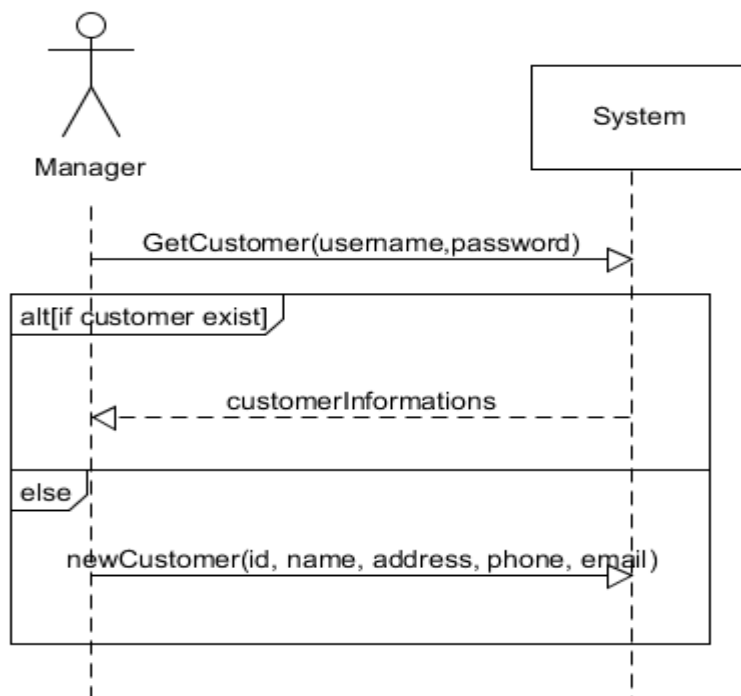 System
Manager
GetCustomer(username,password)
alt[if customer exist]
customerInformations
else
newCustomer(id, name, address, phone, email)